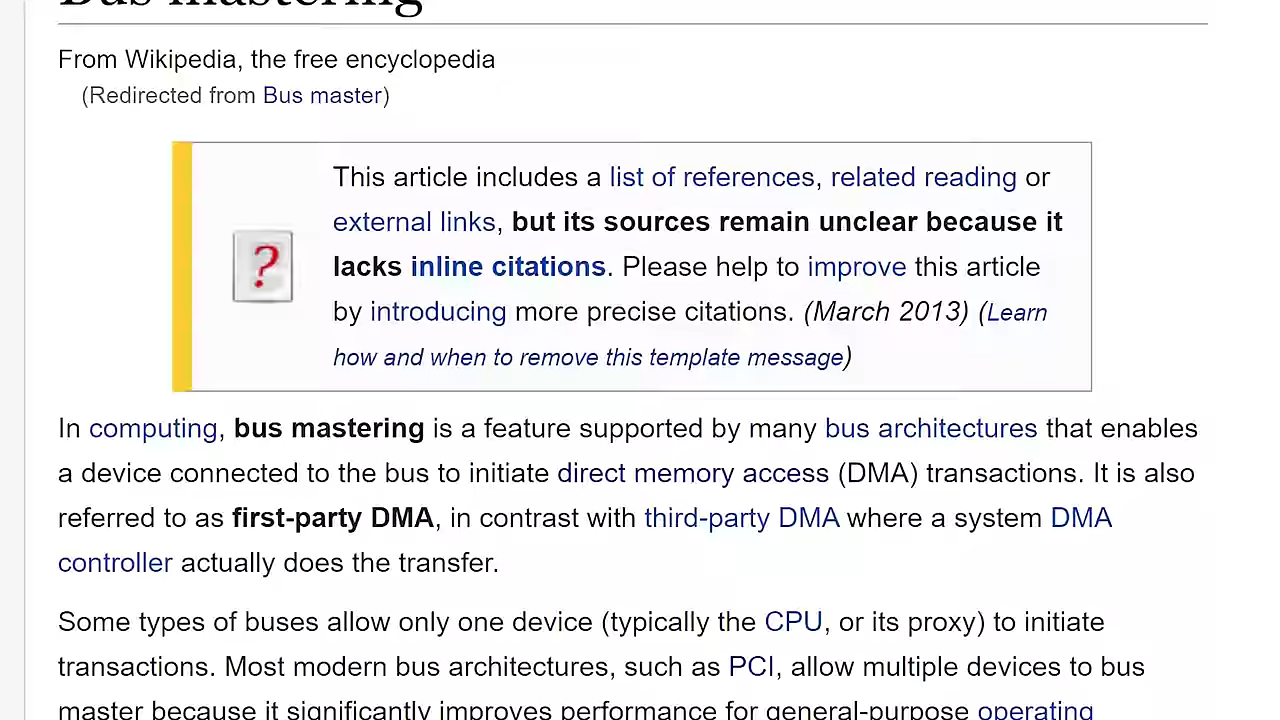 Bus mastering
From Wikipedia, the free encyclopedia
(Redirected from Bus master)
This article includes a list of references, related reading or
external links, but its sources remain unclear because it
lacks inline citations. Please help to improve this article
by introducing more precise citations. (March 2013) (Learn
how and when to remove this template message)
In computing, bus mastering is a feature supported by many bus architectures that enables
a device connected to the bus to initiate direct memory access (DMA) transactions. It is also
referred to as first-party DMA, in contrast with third-party DMA where a system DMA
controller actually does the transfer.
Some types of buses allow only one device (typically the CPU, or its proxy) to initiate
transactions. Most modern bus architectures, such as PCI, allow multiple devices to bus
master because it significantly improves performance for general-purpose operating